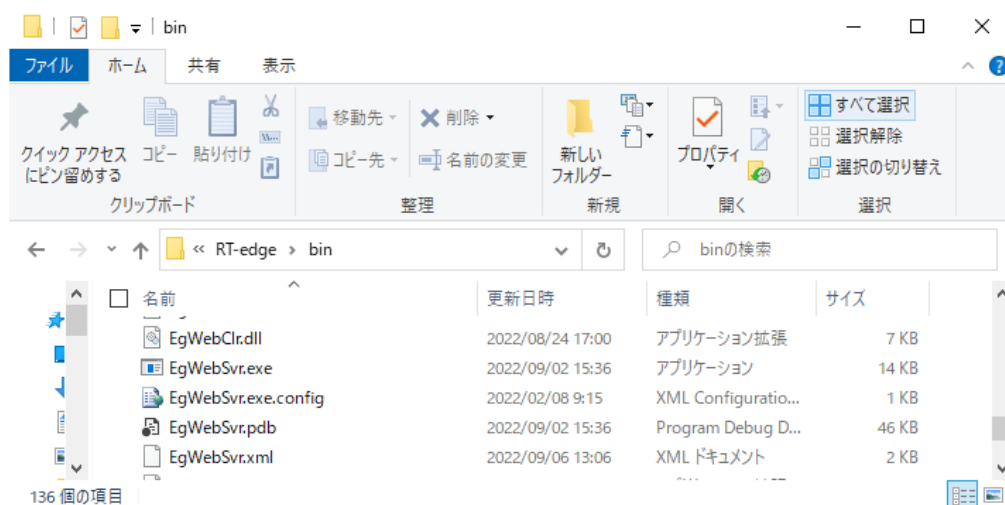 bin
ファイル ホーム 共有 表示
クイック アクセス
にピン留めする
コピー
貼り付け
移動先
コピー先
削除
名前の変更
新しい
フォルダー
プロパティ
すべて選択
選択解除
選択の切り替え
クリップボード 整理 新規 開く 選択
« RT-edge › bin
binの検索
名前 更新日時 種類 サイズ
EgWebClr.dll 2022/08/24 17:00 アプリケーション拡張 7 KB
EgWebSvr.exe 2022/09/02 15:36 アプリケーション 14 KB
EgWebSvr.exe.config 2022/02/08 9:15 XML Configuratio... 1 KB
EgWebSvr.pdb 2022/09/02 15:36 Program Debug D... 46 KB
EgWebSvr.xml 2022/09/06 13:06 XML ドキュメント 2 KB
136 個の項目